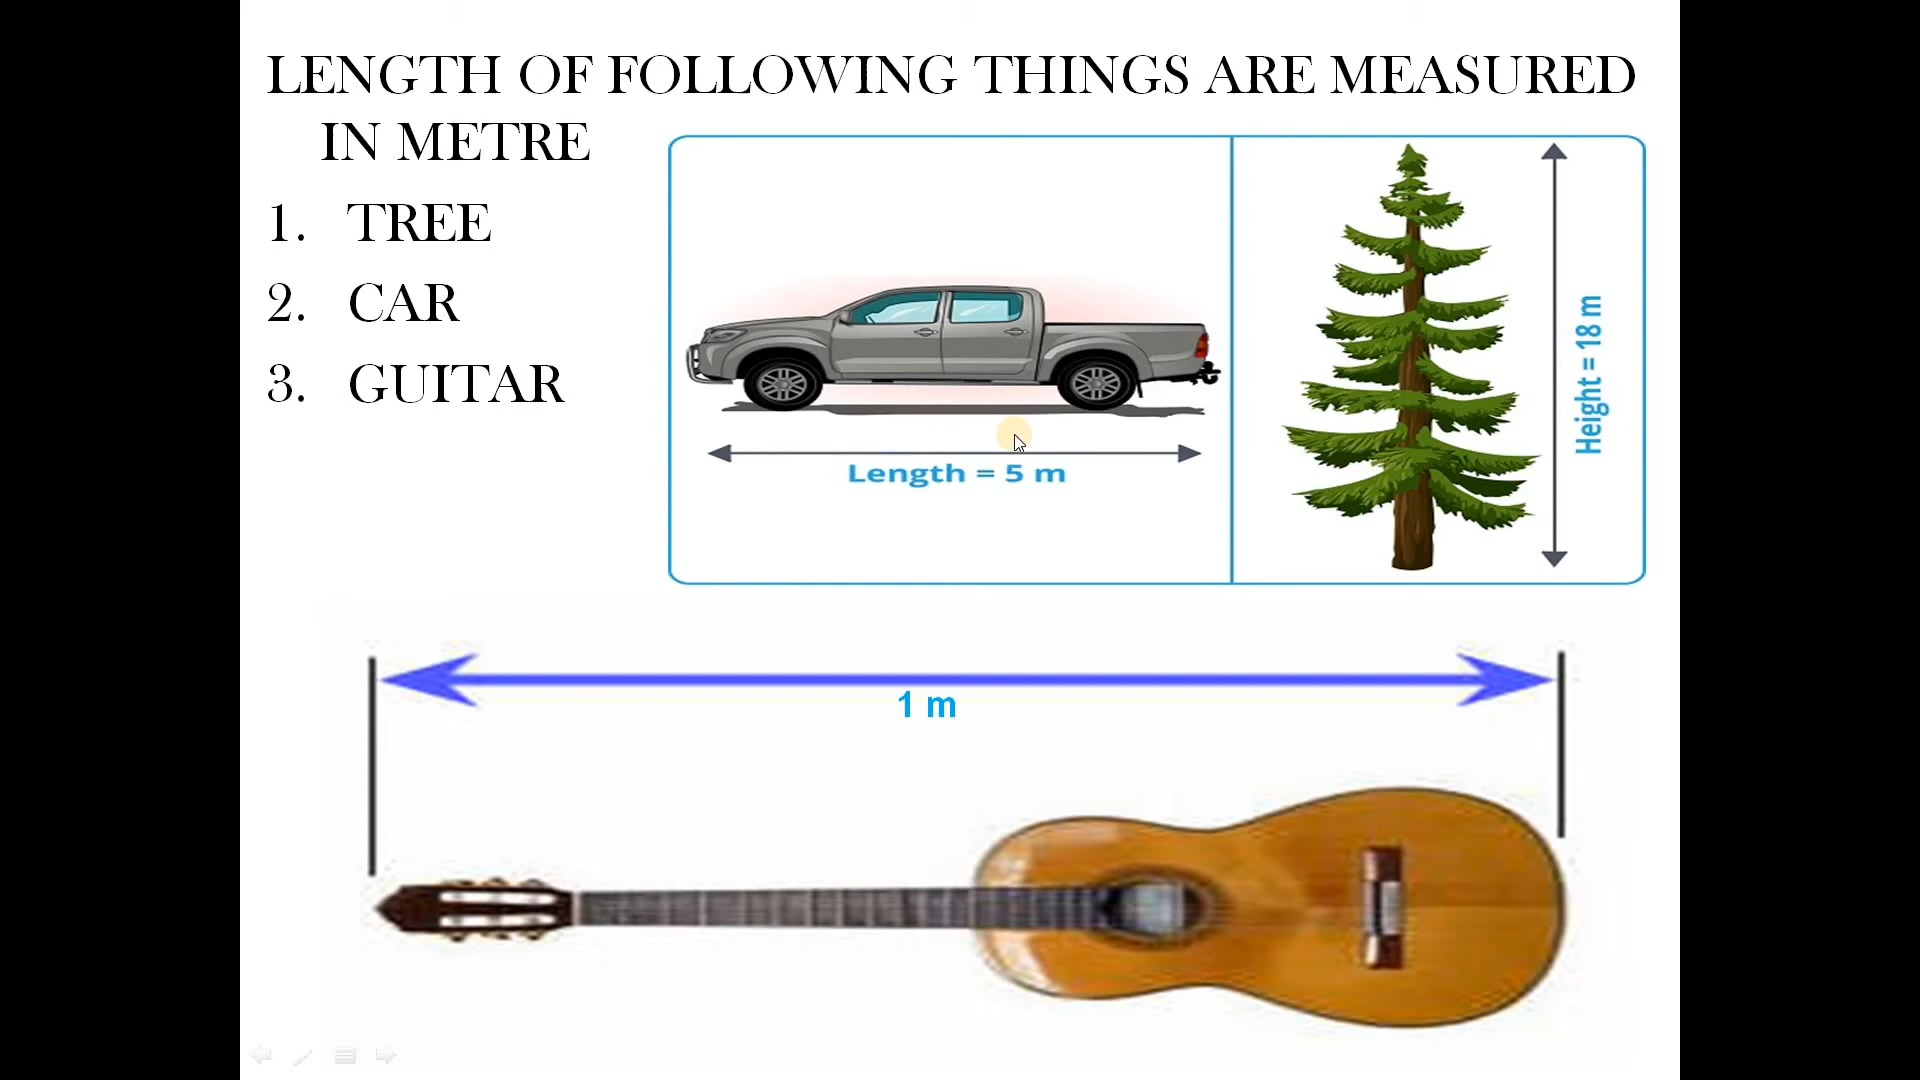 LENGTH OF FOLLOWING THINGS ARE MEASURED
IN METRE
1. TREE
2. CAR
3. GUITAR
Length = 5 m
Height = 18 m
1 m